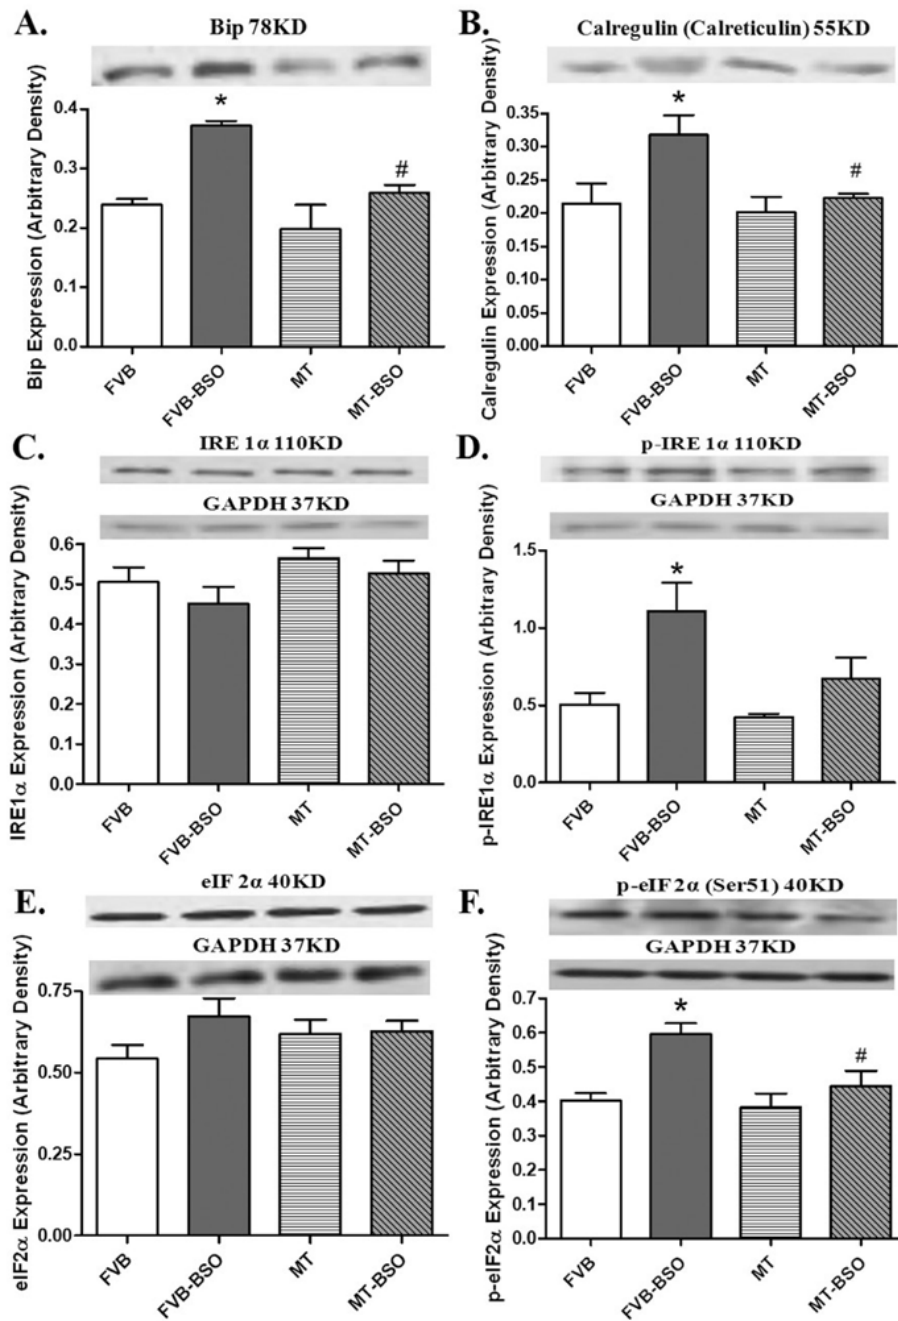 A.
Bip 78KD
Bip Expression (Arbitrary Density)
0.4
0.3
0.2
0.1
0.0
*
#
FVB
FVB-BSO
MT
MT-BSO
B.
Calregulin (Calreticulin) 55KD
Calregulin Expression (Arbitrary Density)
0.35
0.30
0.25
0.20
0.15
0.10
0.05
0.00
*
#
FVB
FVB-BSO
MT
MT-BSO
C.
IRE 1α 110KD
GAPDH 37KD
IRE1α Expression (Arbitrary Density)
0.6
0.5
0.4
0.3
0.2
0.1
0.0
FVB
FVB-BSO
MT
MT-BSO
D.
p-IRE 1α 110KD
GAPDH 37KD
p-IRE1α Expression (Arbitrary Density)
1.5
1.0
0.5
0.0
*
FVB
FVB-BSO
MT
MT-BSO
E.
eIF 2α 40KD
GAPDH 37KD
eIF2α Expression (Arbitrary Density)
0.75
0.50
0.25
0.00
FVB
FVB-BSO
MT
MT-BSO
F.
p-eIF2α (Ser51) 40KD
GAPDH 37KD
p-eIF2α Expression (Arbitrary Density)
0.7
0.6
0.5
0.4
0.3
0.2
0.1
0.0
*
#
FVB
FVB-BSO
MT
MT-BSO